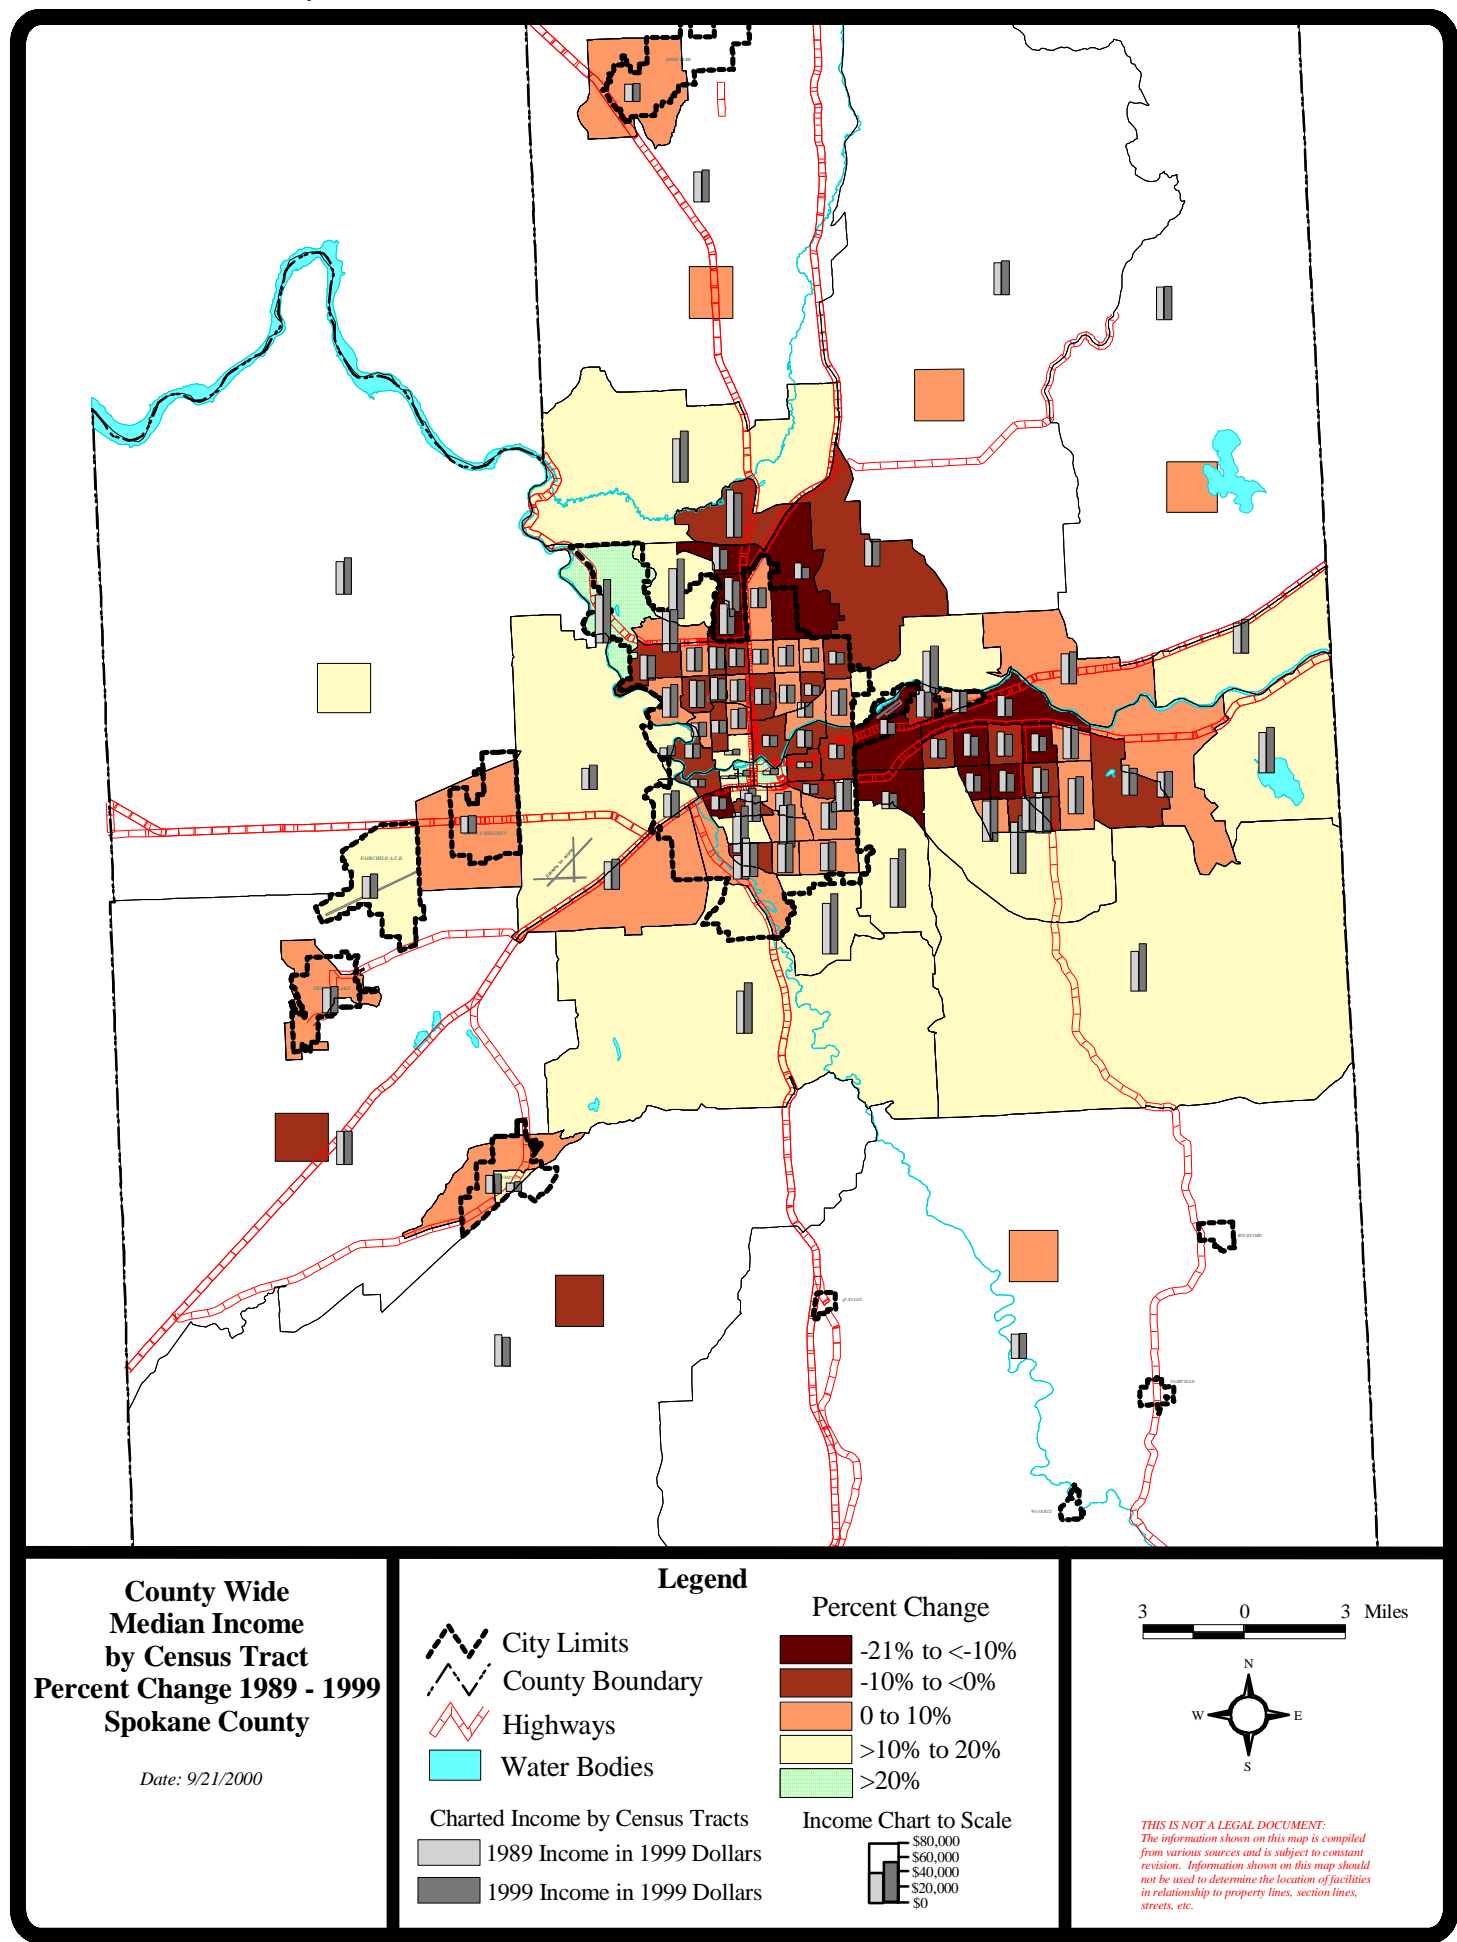 DEER PARK
FAIRCHILD A.F.B.
ROCKFORD
SPANGLE
FAIRFIELD
WAVERLY
County Wide
Median Income
by Census Tract
Percent Change 1989 - 1999
Spokane County
Date: 9/21/2000
Legend
City Limits
County Boundary
Highways
Water Bodies
Charted Income by Census Tracts
1989 Income in 1999 Dollars
1999 Income in 1999 Dollars
Percent Change
-21% to <-10%
-10% to <0%
0 to 10%
>10% to 20%
>20%
Income Chart to Scale
$80,000
$60,000
$40,000
$20,000
$0
3 0 3 Miles
N
W E
S
THIS IS NOT A LEGAL DOCUMENT:
The information shown on this map is compiled
from various sources and is subject to constant
revision. Information shown on this map should
not be used to determine the location of facilities
in relationship to property lines, section lines,
streets, etc.